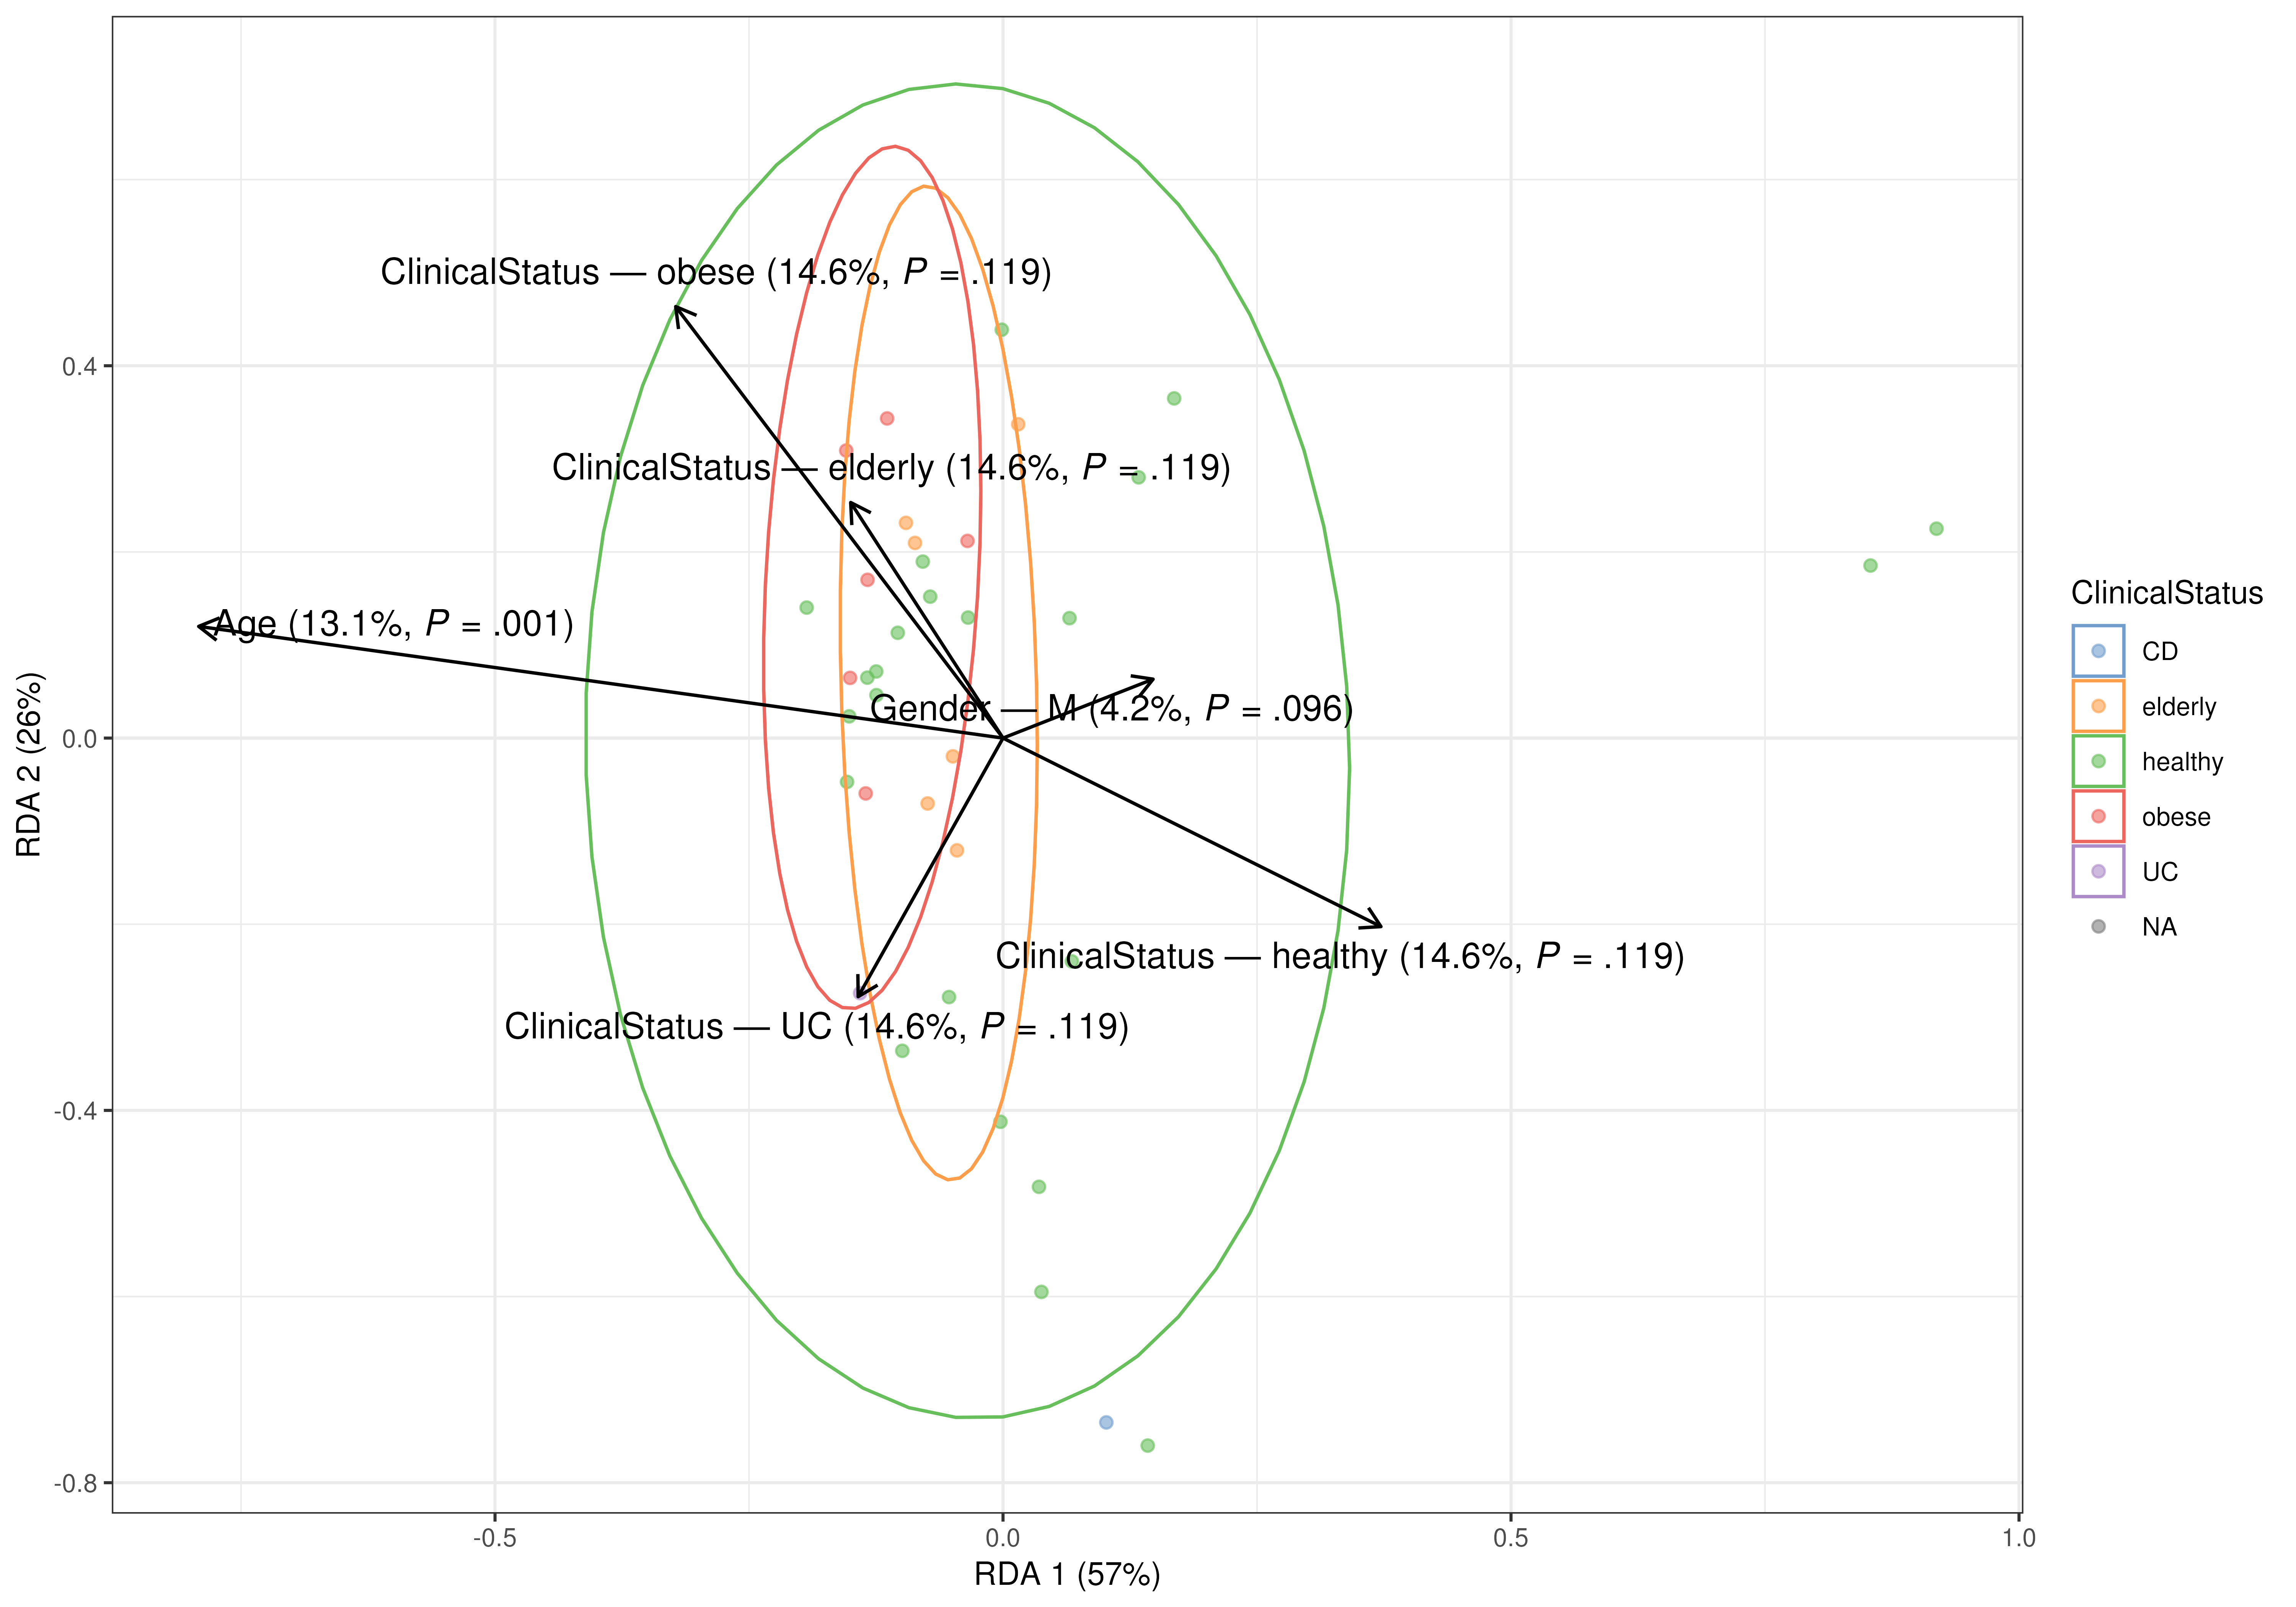 ClinicalStatus — obese (14.6%, P = .119)
ClinicalStatus — elderly (14.6%, P = .119)
Age (13.1%, P = .001)
Gender — M (4.2%, P = .096)
ClinicalStatus — healthy (14.6%, P = .119)
ClinicalStatus — UC (14.6%, P = .119)
0.4
0.0
-0.4
-0.8
RDA 2 (26%)
-0.5
0.0
0.5
1.0
RDA 1 (57%)
ClinicalStatus
CD
elderly
healthy
obese
UC
NA